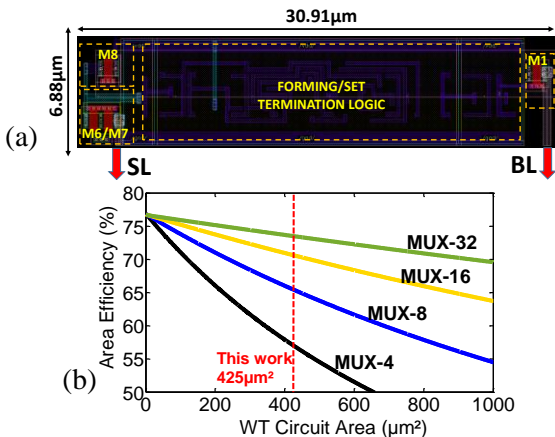 30.91µm
6.88µm
M8
M1
FORMING/SET
TERMINATION LOGIC
M6/M7
(a)
SL
BL
80
75
70
65
60
55
50
Area Efficiency (%)
MUX-32
MUX-16
MUX-8
MUX-4
This work
425µm²
(b)
0
200
400
600
800
1000
WT Circuit Area (µm²)